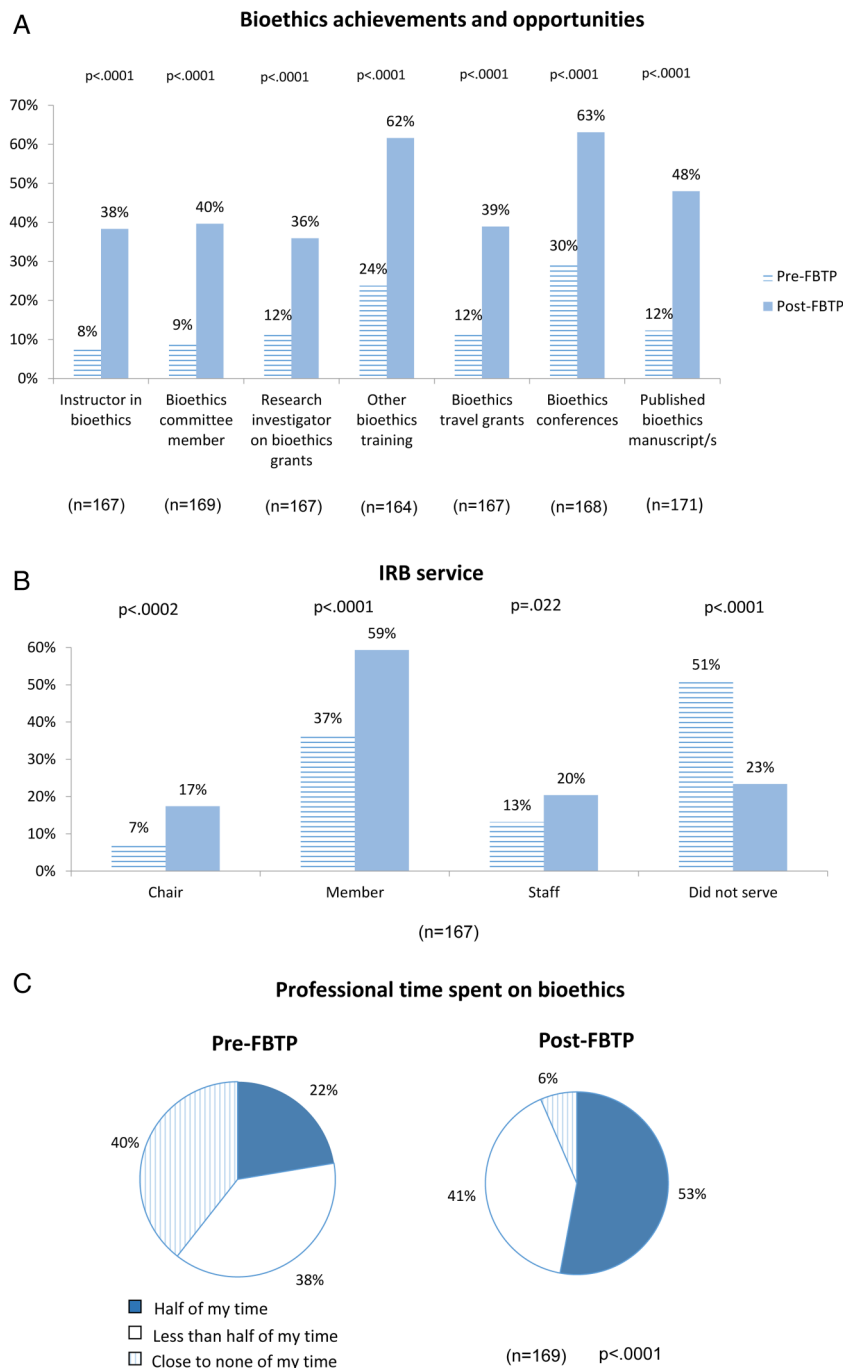 A
Bioethics achievements and opportunities
p<.0001 p<.0001 p<.0001 p<.0001 p<.0001 p<.0001 p<.0001
70%
60%
50%
40%
30%
20%
10%
0%
8% 38% 9% 40% 12% 36% 24% 62% 12% 39% 30% 63% 12% 48%
Pre-FBTP
Post-FBTP
Instructor in bioethics
Bioethics committee member
Research investigator on bioethics grants
Other bioethics training
Bioethics travel grants
Bioethics conferences
Published bioethics manuscript/s
(n=167) (n=169) (n=167) (n=164) (n=167) (n=168) (n=171)
B
IRB service
p<.0002 p<.0001 p=.022 p<.0001
60%
50%
40%
30%
20%
10%
0%
7% 17% 37% 59% 13% 20% 51% 23%
Chair Member Staff Did not serve
(n=167)
C
Professional time spent on bioethics
Pre-FBTP
22%
40%
38%
Post-FBTP
6%
41%
53%
Half of my time
Less than half of my time
Close to none of my time
(n=169) p<.0001